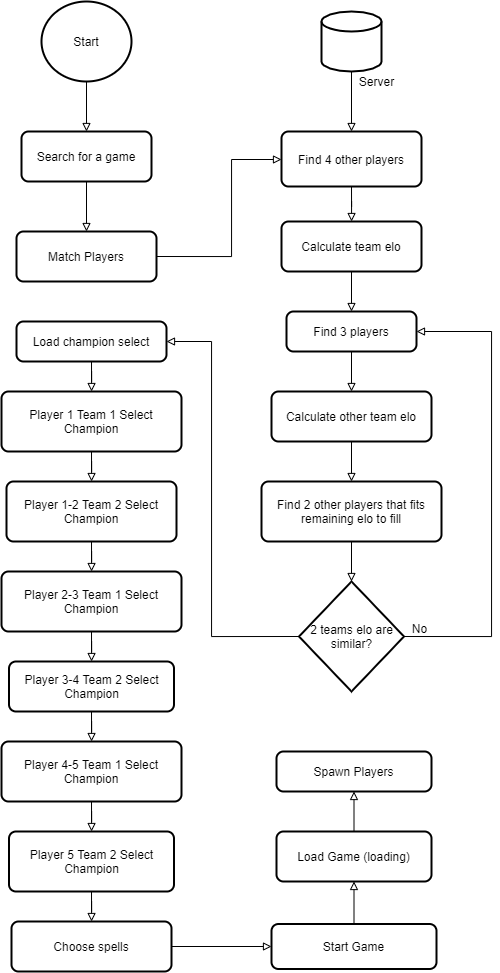 Start
Server
Search for a game
Find 4 other players
Match Players
Calculate team elo
Find 3 players
Load champion select
Calculate other team elo
Player 1 Team 1 Select
Champion
Player 1-2 Team 2 Select
Champion
Find 2 other players that fits
remaining elo to fill
Player 2-3 Team 1 Select
Champion
2 teams elo are
similar?
No
Player 3-4 Team 2 Select
Champion
Player 4-5 Team 1 Select
Champion
Player 5 Team 2 Select
Champion
Choose spells
Start Game
Load Game (loading)
Spawn Players